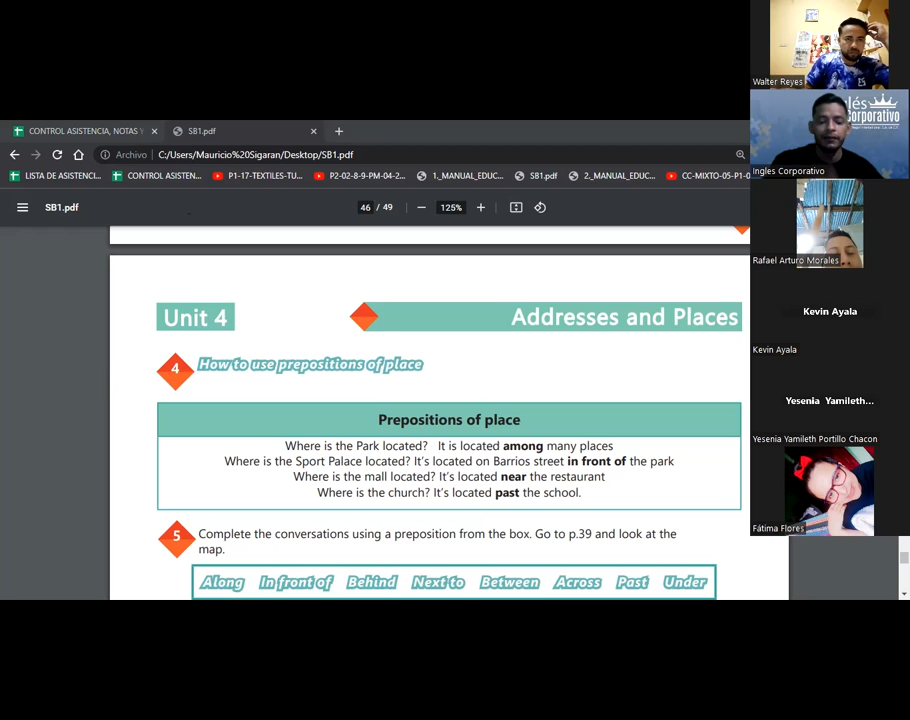 CONTROL ASISTENCIA, NOTAS Y
SB1.pdf
Archivo
C:/Users/Mauricio%20Sigaran/Desktop/SB1.pdf
LISTA DE ASISTENCI...
CONTROL ASISTEN...
P1-17-TEXTILES-TU...
P2-02-8-9-PM-04-2...
1._MANUAL_EDUC...
SB1.pdf
2._MANUAL_EDUC...
CC-MIXTO-05-P1-0
SB1.pdf
46 / 49
125%
Unit 4
Addresses and Places
4 How to use prepositions of place
Prepositions of place
Where is the Park located? It is located among many places
Where is the Sport Palace located? It's located on Barrios street in front of the park
Where is the mall located? It's located near the restaurant
Where is the church? It's located past the school.
5 Complete the conversations using a preposition from the box. Go to p.39 and look at the
map.
Along In front of Behind Next to Between Across Past Under
Walter Reyes
lés
orporativo
Ingles Corporativo
Rafael Arturo Morales
Kevin Ayala
Kevin Ayala
Yesenia Yamileth...
Yesenia Yamileth Portillo Chacon
Fátima Flores